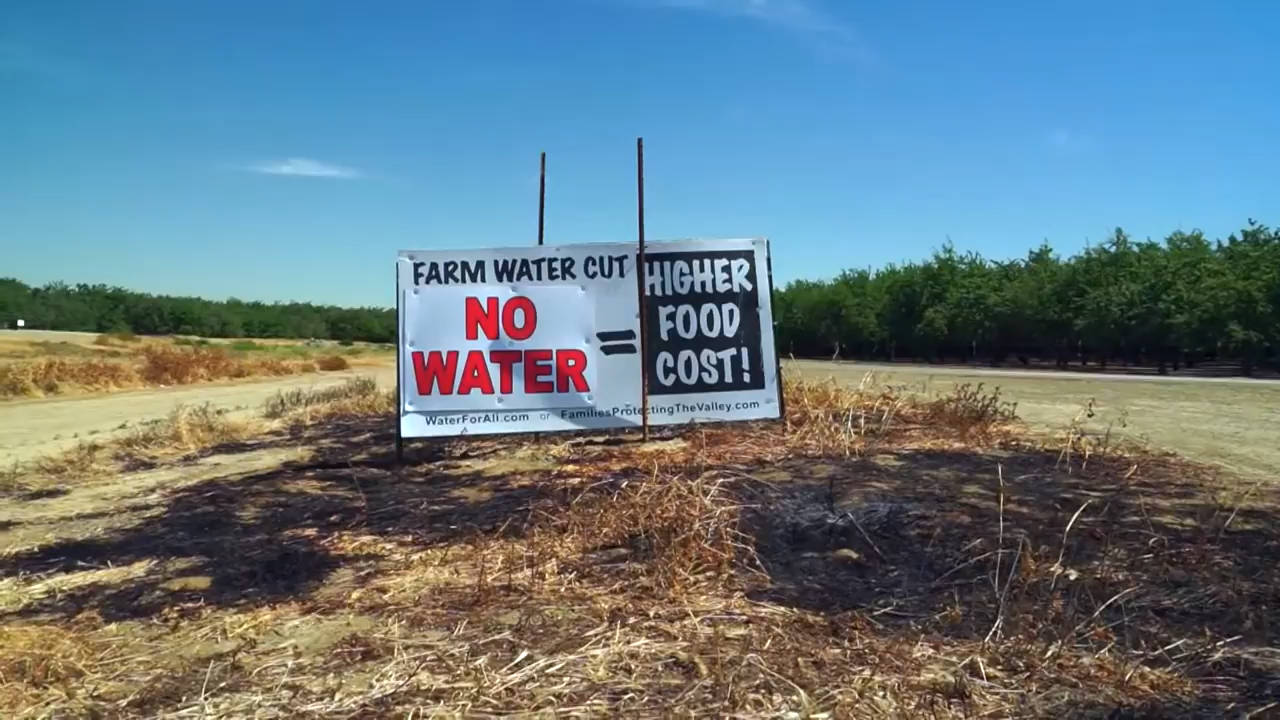 FARM WATER CUT
NO
WATER
=
HIGHER
FOOD
COST!
WaterForAll.com or FamiliesProtectingTheValley.com